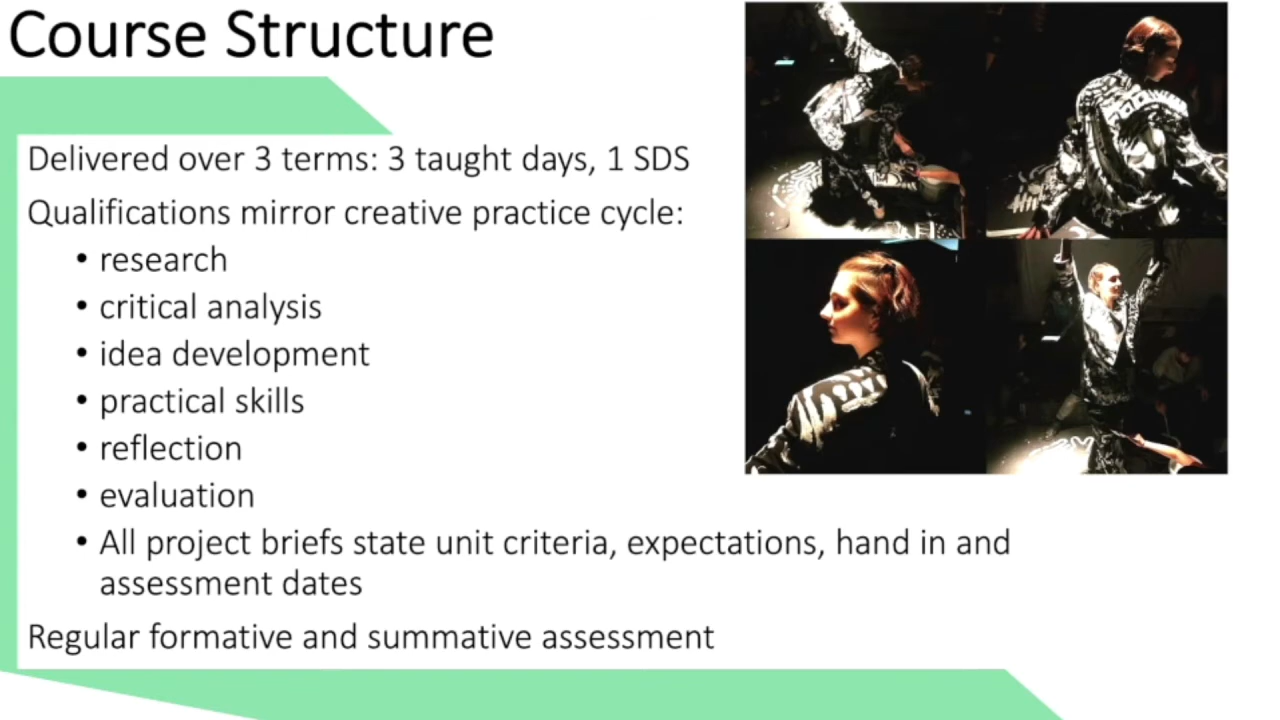 Course Structure
Delivered over 3 terms: 3 taught days, 1 SDS
Qualifications mirror creative practice cycle:
• research
• critical analysis
• idea development
• practical skills
• reflection
• evaluation
• All project briefs state unit criteria, expectations, hand in and
assessment dates
Regular formative and summative assessment